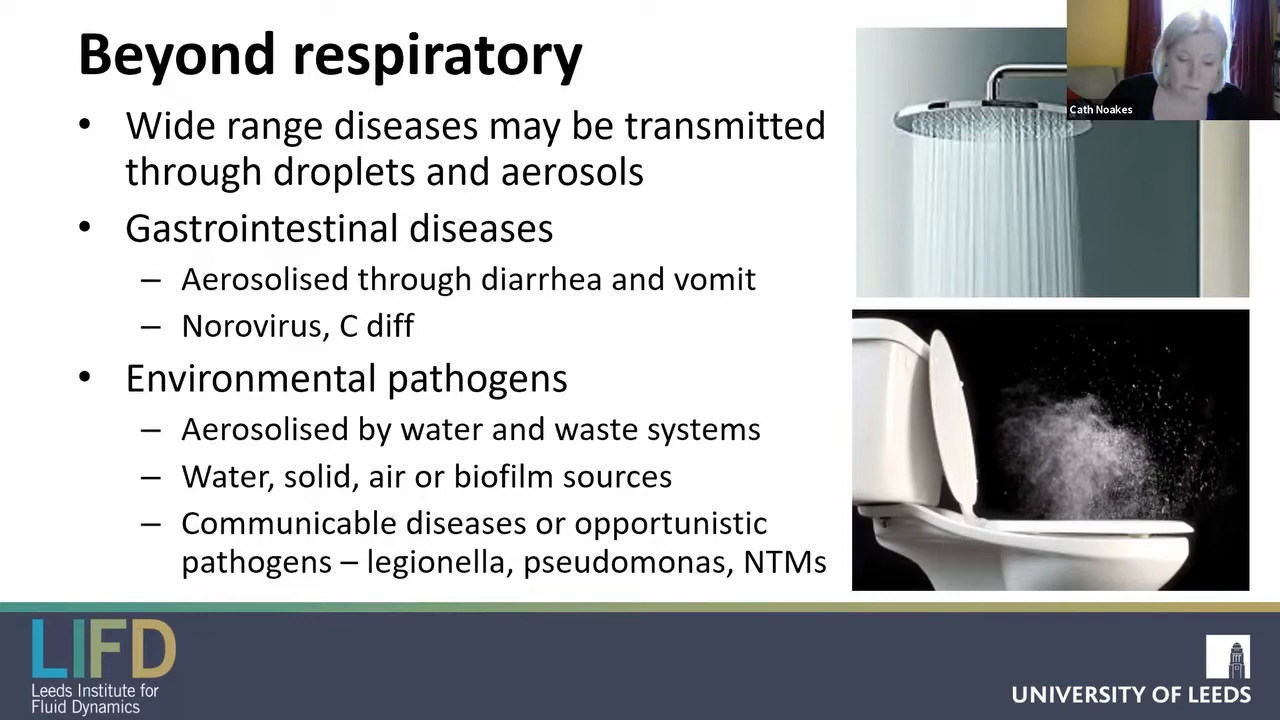 Beyond respiratory
• Wide range diseases may be transmitted
through droplets and aerosols
• Gastrointestinal diseases
– Aerosolised through diarrhea and vomit
– Norovirus, C diff
• Environmental pathogens
– Aerosolised by water and waste systems
– Water, solid, air or biofilm sources
– Communicable diseases or opportunistic
pathogens – legionella, pseudomonas, NTMs
Cath Noakes
LIFD
Leeds Institute for
Fluid Dynamics
UNIVERSITY OF LEEDS